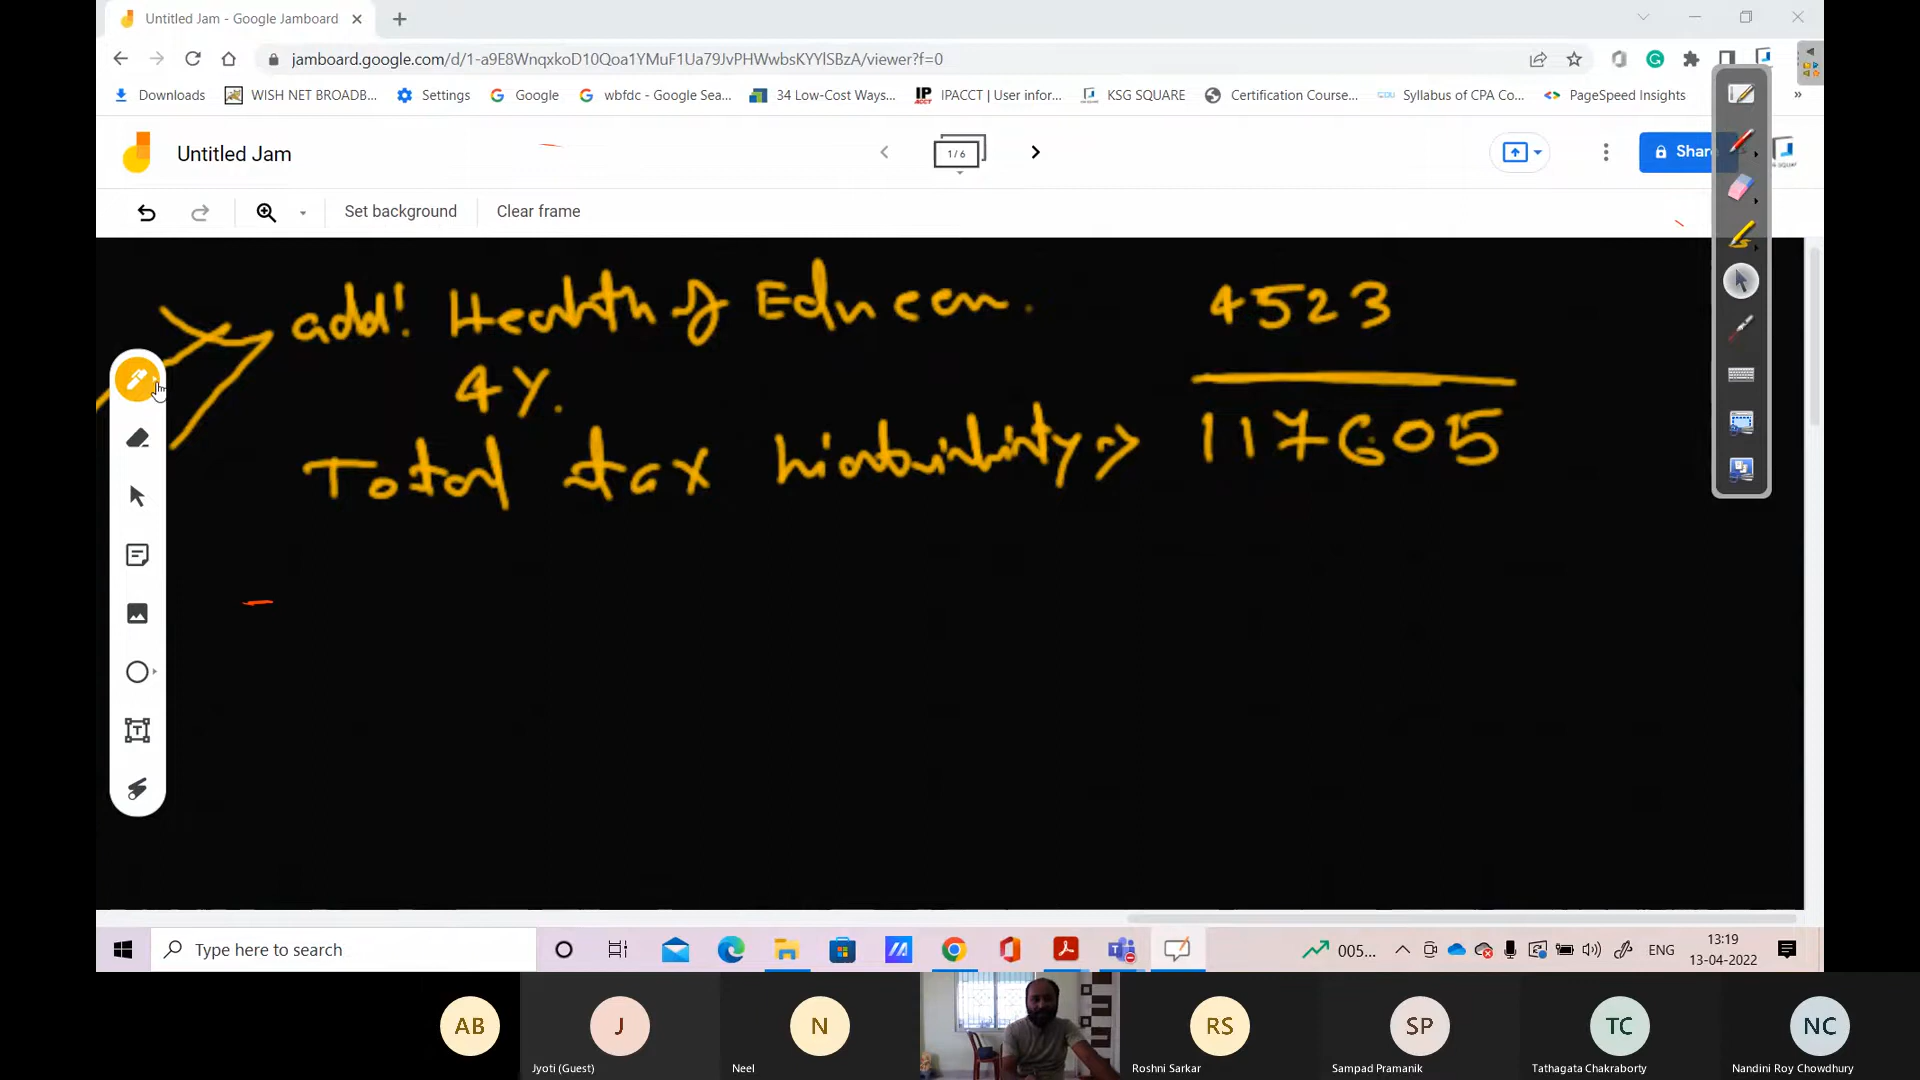 Untitled Jam - Google Jamboard
jamboard.google.com/d/1-a9E8WnqxkoD10Qoa1YMuF1Ua79JvPHWwbsKYYlSBzA/viewer?f=0
Downloads WISH NET BROADB... Settings Google wbfdc - Google Sea... 34 Low-Cost Ways... IPACCT | User infor... KSG SQUARE Certification Course... Syllabus of CPA Co... PageSpeed Insights »
Untitled Jam 1/6 Share
Set background Clear frame
add! Health & 4523
4%.
Total tax 117605
Type here to search 005... ENG 13:19
13-04-2022
AB J N RS SP TC NC
Jyoti (Guest) Neel Roshni Sarkar Sampad Pramanik Tathagata Chakraborty Nandini Roy Chowdhury